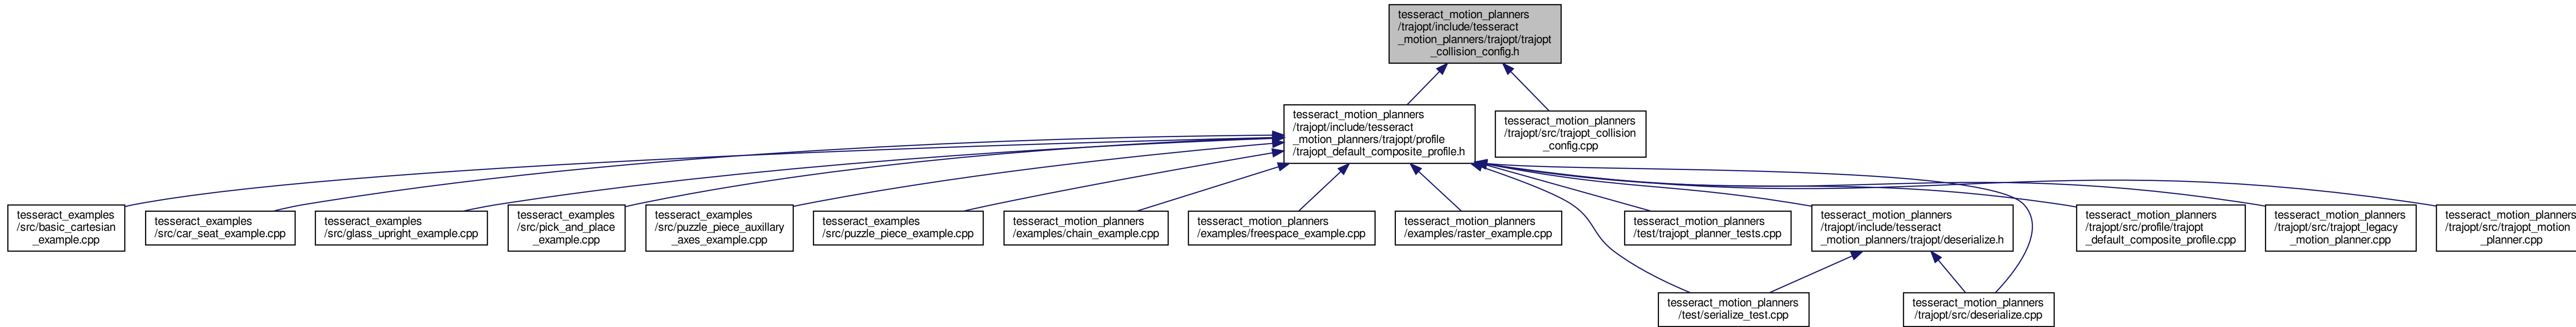 tesseract_motion_planners
/trajopt/include/tesseract
_motion_planners/trajopt/trajopt
_collision_config.h
tesseract_motion_planners
/trajopt/include/tesseract
_motion_planners/trajopt/profile
/trajopt_default_composite_profile.h
tesseract_motion_planners
/trajopt/src/trajopt_collision
_config.cpp
tesseract_examples
/src/basic_cartesian
_example.cpp
tesseract_examples
/src/car_seat_example.cpp
tesseract_examples
/src/glass_upright_example.cpp
tesseract_examples
/src/pick_and_place
_example.cpp
tesseract_examples
/src/puzzle_piece_auxillary
_axes_example.cpp
tesseract_examples
/src/puzzle_piece_example.cpp
tesseract_motion_planners
/examples/chain_example.cpp
tesseract_motion_planners
/examples/freespace_example.cpp
tesseract_motion_planners
/examples/raster_example.cpp
tesseract_motion_planners
/test/trajopt_planner_tests.cpp
tesseract_motion_planners
/trajopt/include/tesseract
_motion_planners/trajopt/deserialize.h
tesseract_motion_planners
/trajopt/src/profile/trajopt
_default_composite_profile.cpp
tesseract_motion_planners
/trajopt/src/trajopt_legacy
_motion_planner.cpp
tesseract_motion_planners
/trajopt/src/trajopt_motion
_planner.cpp
tesseract_motion_planners
/test/serialize_test.cpp
tesseract_motion_planners
/trajopt/src/deserialize.cpp